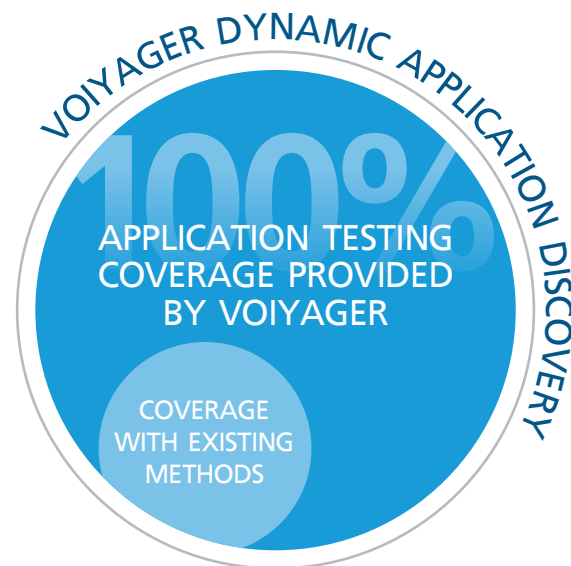 VOIYAGER DYNAMIC APPLICATION DISCOVERY
100%
APPLICATION TESTING
COVERAGE PROVIDED
BY VOIYAGER
COVERAGE
WITH EXISTING
METHODS